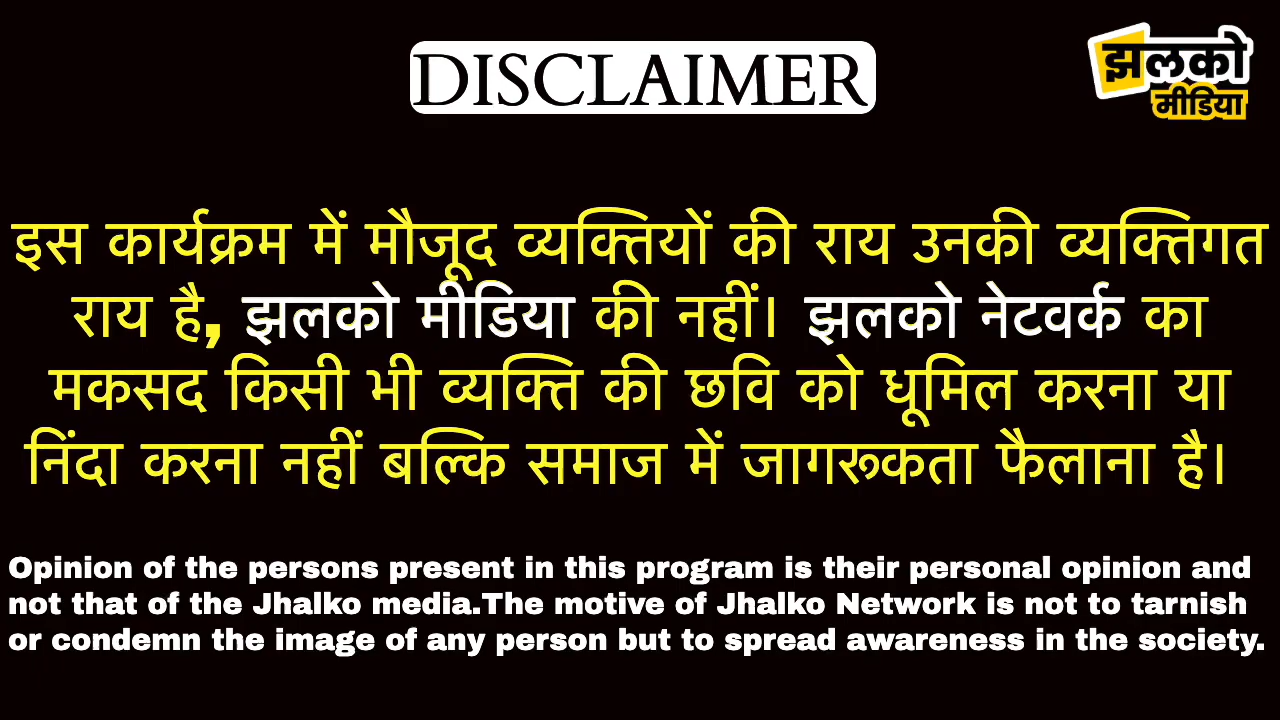 DISCLAIMER
झलको
मीडिया
इस कार्यक्रम में मौजूद व्यक्तियों की राय उनकी व्यक्तिगत
राय है, झलको मीडिया की नहीं। झलको नेटवर्क का
मकसद किसी भी व्यक्ति की छवि को धूमिल करना या
निंदा करना नहीं बल्कि समाज में जागरूकता फैलाना है।
Opinion of the persons present in this program is their personal opinion and
not that of the Jhalko media.The motive of Jhalko Network is not to tarnish
or condemn the image of any person but to spread awareness in the society.